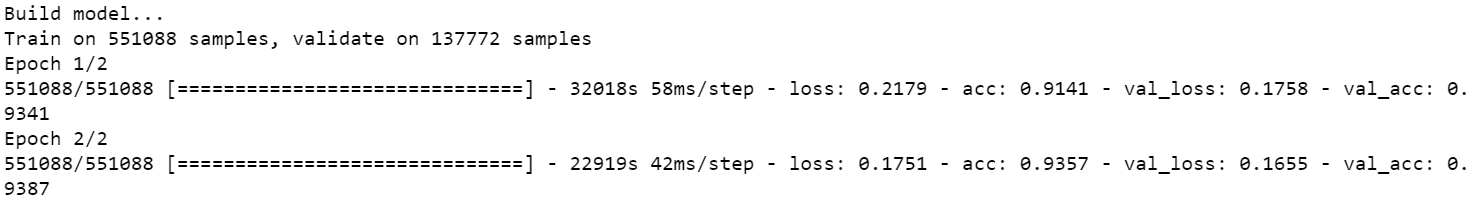 Build model...
Train on 551088 samples, validate on 137772 samples
Epoch 1/2
551088/551088 [==============================] - 32018s 58ms/step - loss: 0.2179 - acc: 0.9141 - val_loss: 0.1758 - val_acc: 0.
9341
Epoch 2/2
551088/551088 [==============================] - 22919s 42ms/step - loss: 0.1751 - acc: 0.9357 - val_loss: 0.1655 - val_acc: 0.
9387